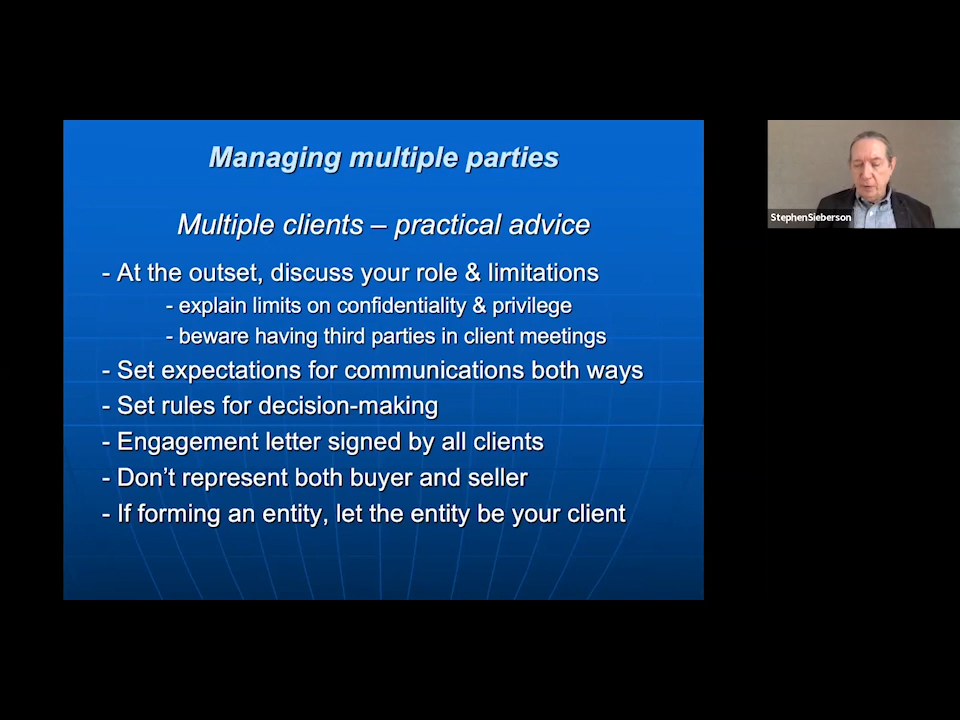 Managing multiple parties
Multiple clients – practical advice
- At the outset, discuss your role & limitations
- explain limits on confidentiality & privilege
- beware having third parties in client meetings
- Set expectations for communications both ways
- Set rules for decision-making
- Engagement letter signed by all clients
- Don’t represent both buyer and seller
- If forming an entity, let the entity be your client
StephenSieberson